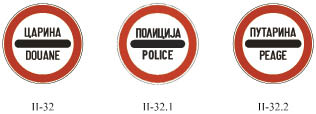 ЦАРИНА
DOUANE
ПОЛИЦИЈА
POLICE
ПУТАРИНА
PEAGE
II-32
II-32.1
II-32.2